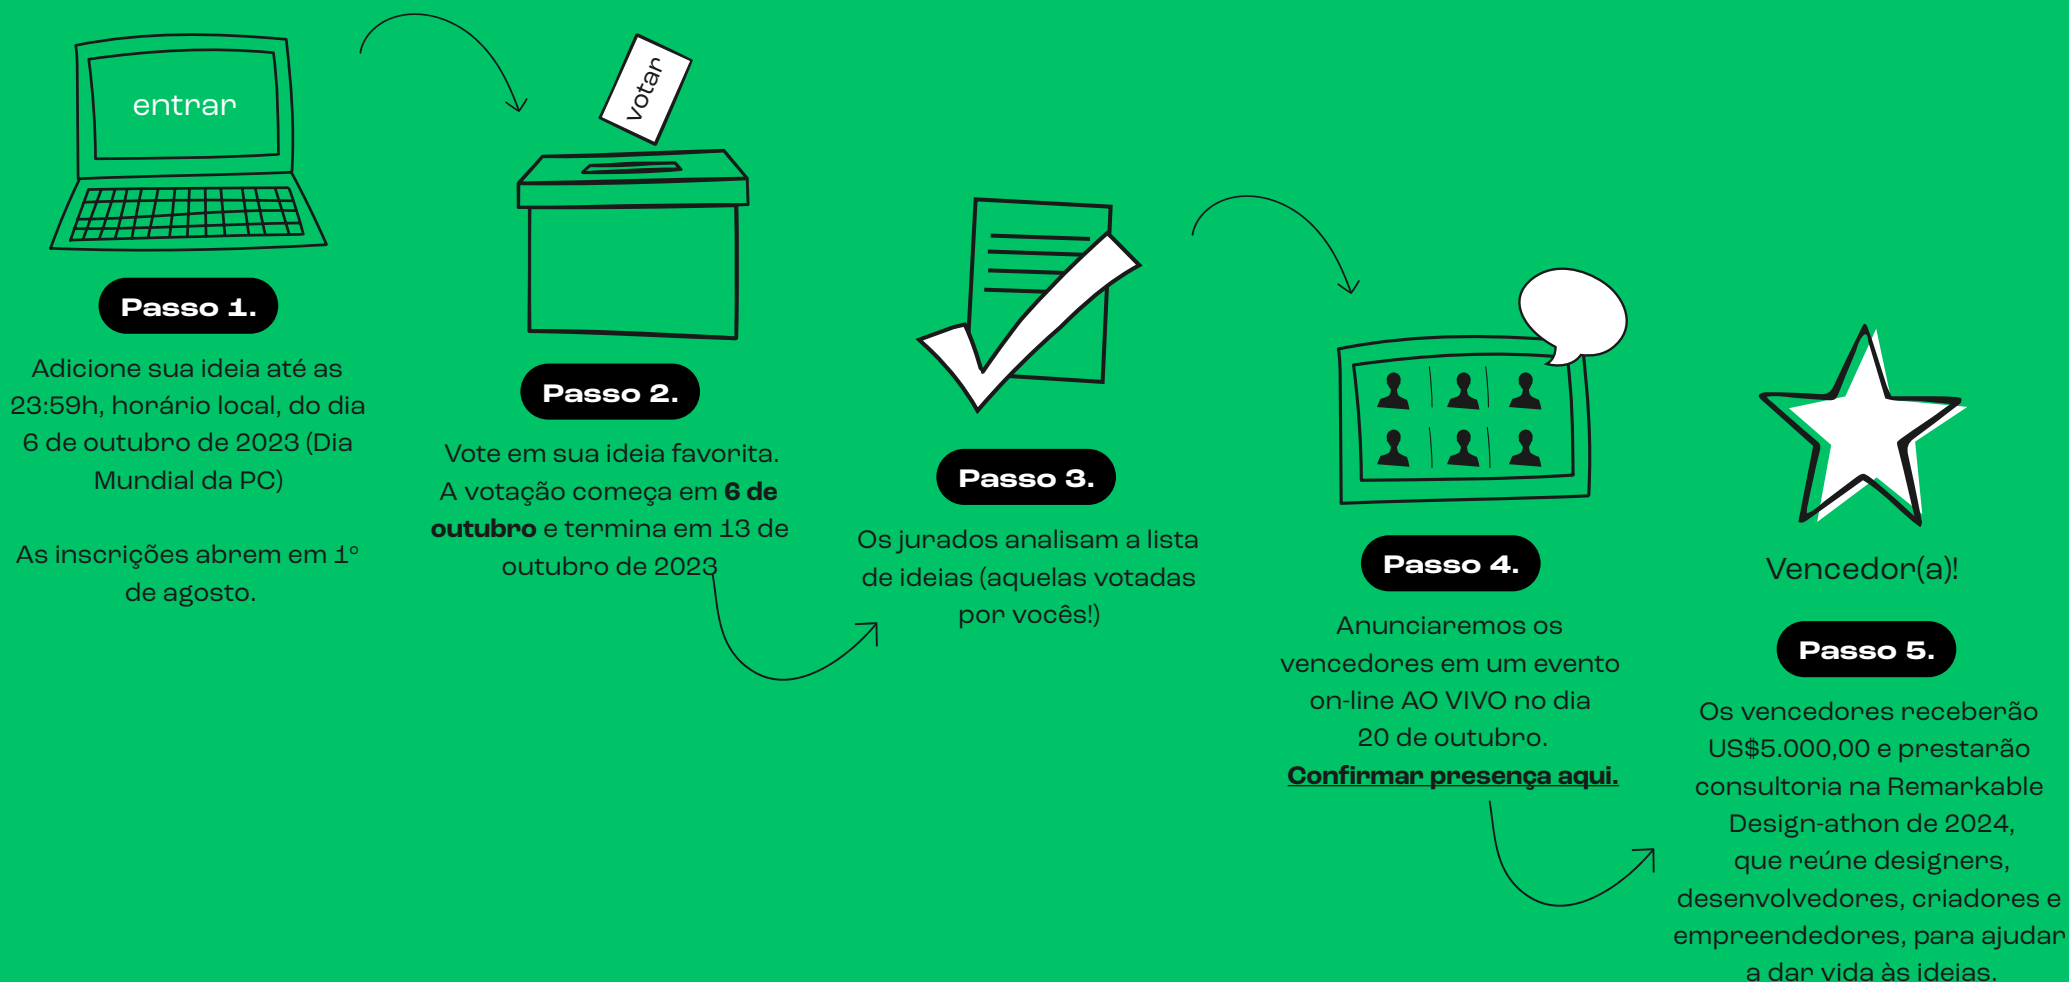 entrar
Passo 1.
Adicione sua ideia até as
23:59h, horário local, do dia
6 de outubro de 2023 (Dia
Mundial da PC)
As inscrições abrem em 1º
de agosto.
votar
Passo 2.
Vote em sua ideia favorita.
A votação começa em 6 de
outubro e termina em 13 de
outubro de 2023
Passo 3.
Os jurados analisam a lista
de ideias (aquelas votadas
por vocês!)
Passo 4.
Anunciaremos os
vencedores em um evento
on-line AO VIVO no dia
20 de outubro.
Confirmar presença aqui.
Vencedor(a)!
Passo 5.
Os vencedores receberão
US$5.000,00 e prestarão
consultoria na Remarkable
Design-athon de 2024,
que reúne designers,
desenvolvedores, criadores e
empreendedores, para ajudar
a dar vida às ideias.